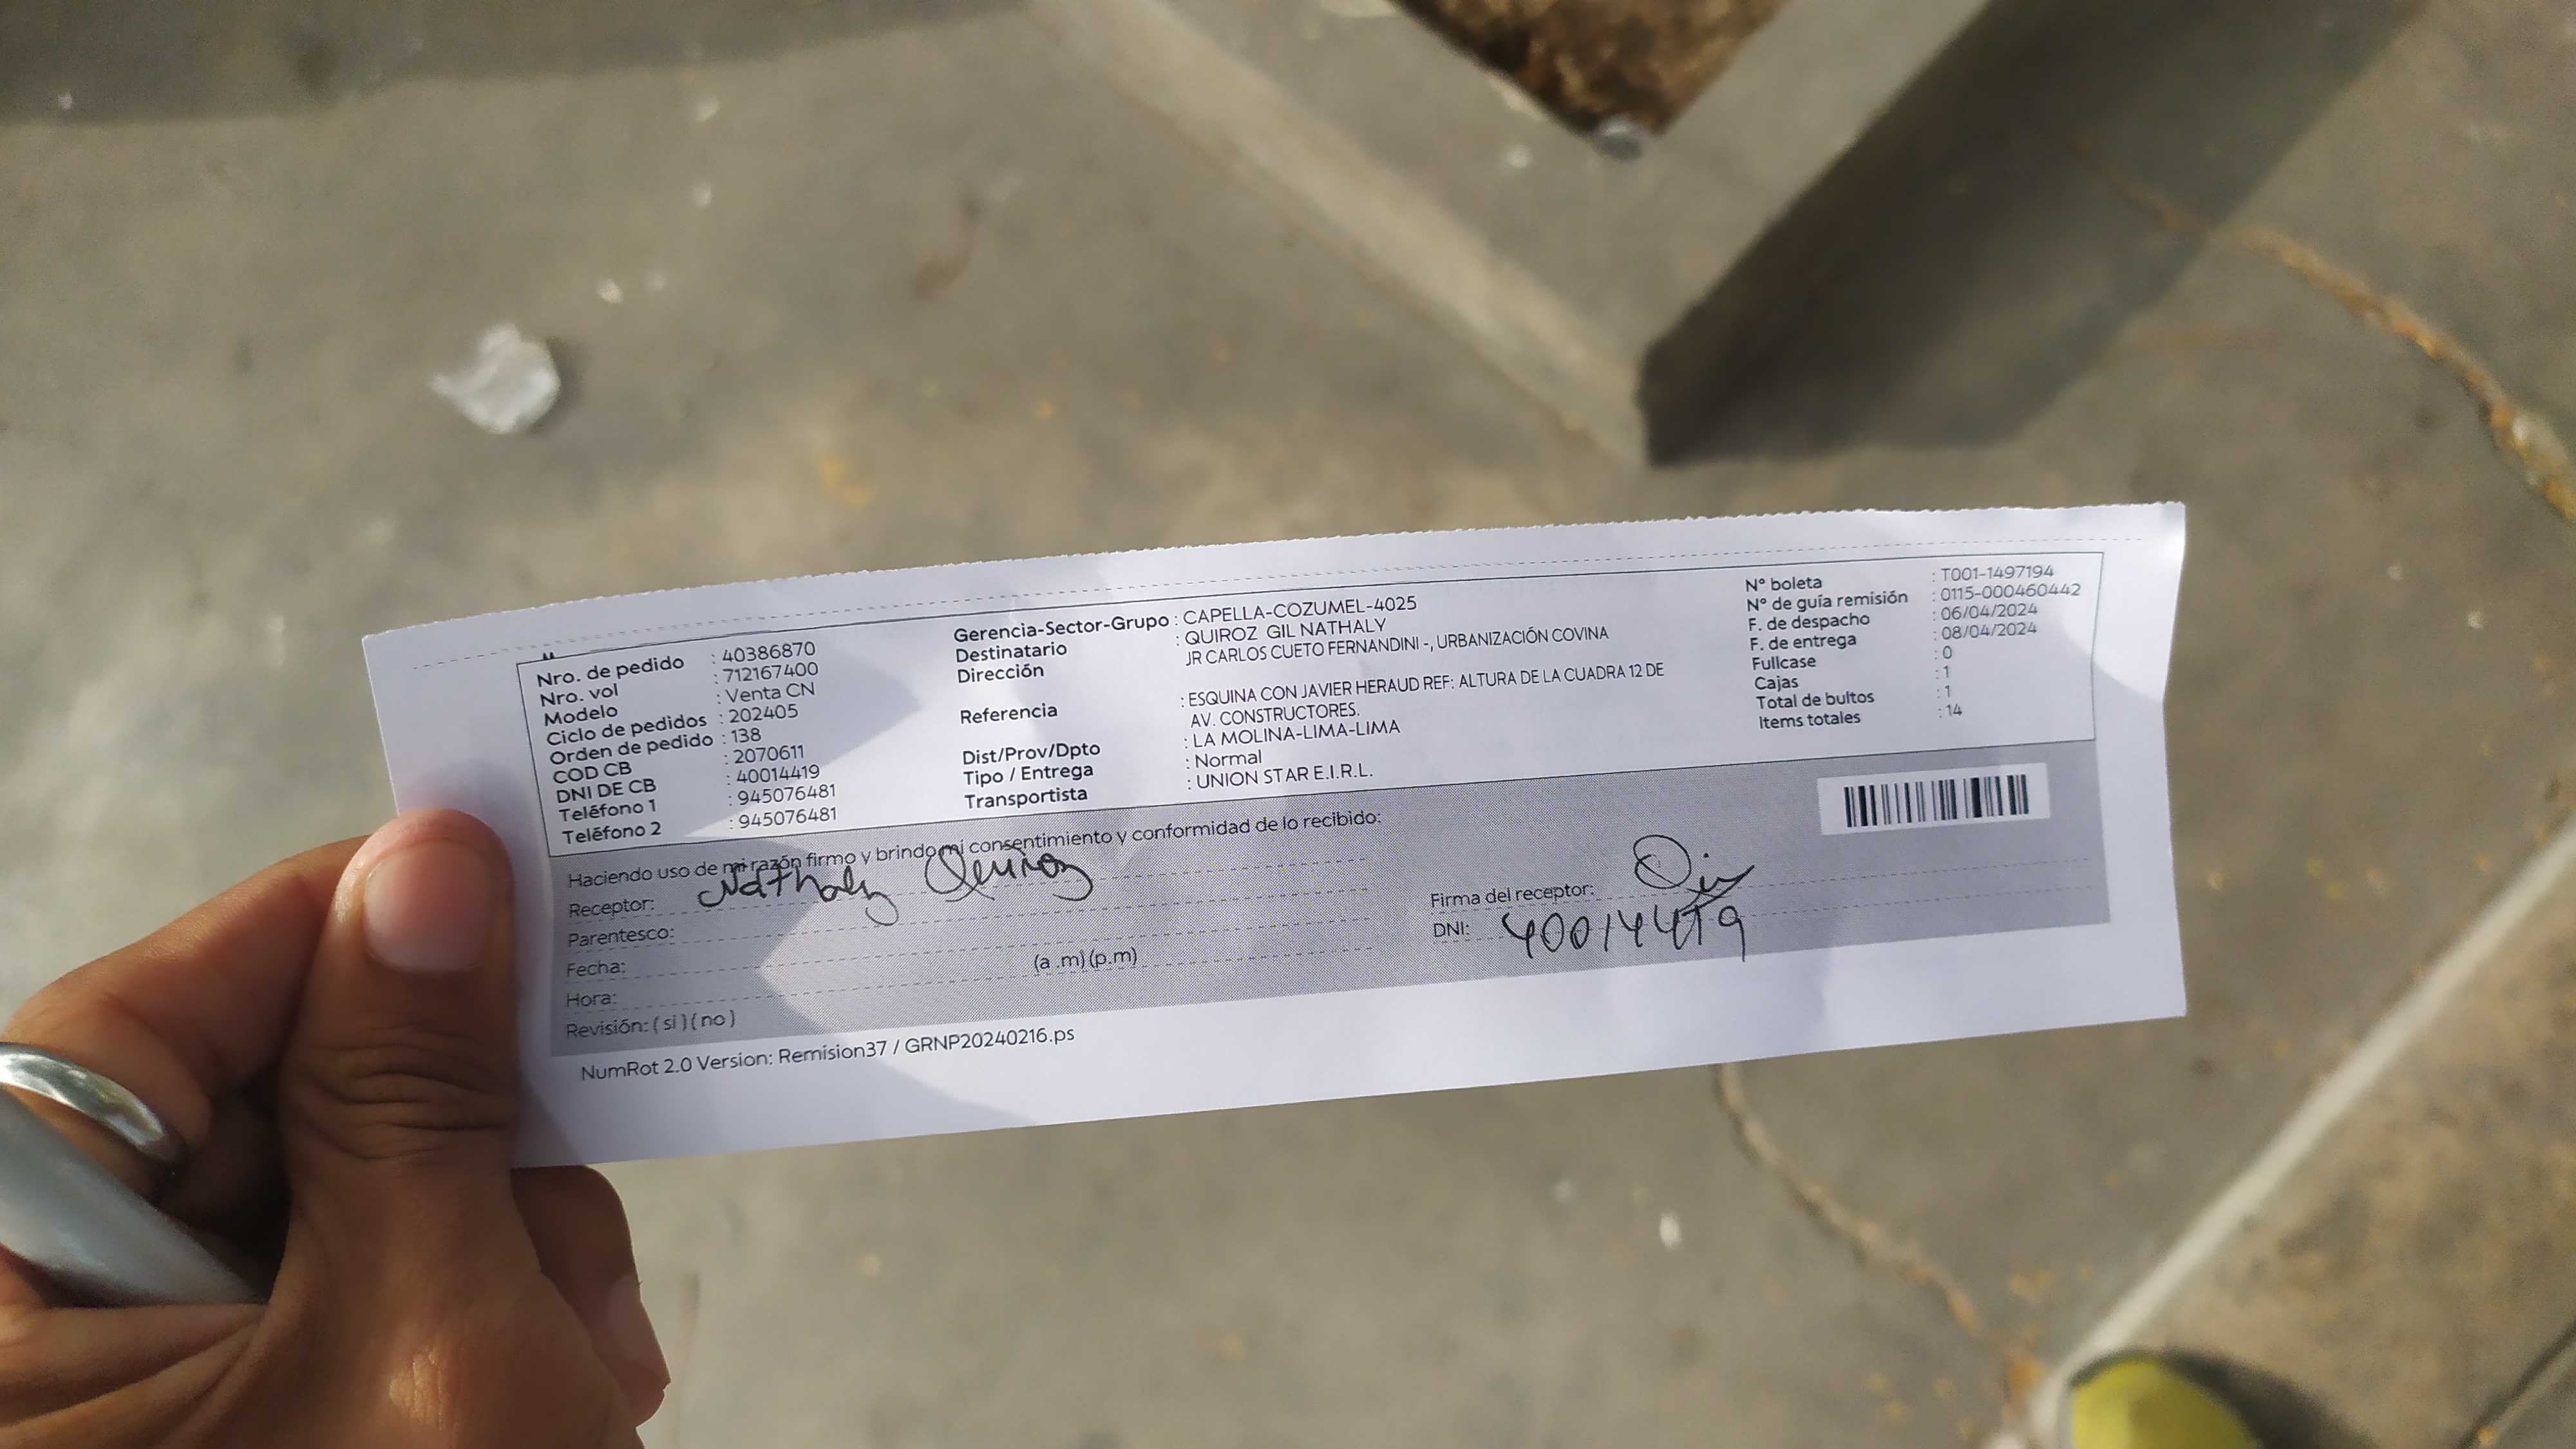 Nro. de pedido : 40386870
Nro. vol : 712167400
Modelo : Venta CN
Ciclo de pedidos : 202405
Orden de pedido : 138
COD CB : 2070611
DNI DE CB : 40014419
Teléfono 1 : 945076481
Teléfono 2 : 945076481
Gerencia-Sector-Grupo : CAPELLA-COZUMEL-4025
Destinatario : QUIROZ GIL NATHALY
Dirección JR CARLOS CUETO FERNANDINI -, URBANIZACIÓN COVINA
Referencia : ESQUINA CON JAVIER HERAUD REF: ALTURA DE LA CUADRA 12 DE
AV. CONSTRUCTORES.
Dist/Prov/Dpto : LA MOLINA-LIMA-LIMA
Tipo / Entrega : Normal
Transportista : UNION STAR E.I.R.L.
N° boleta : T001-1497194
N° de guía remisión : 0115-000460442
F. de despacho : 06/04/2024
F. de entrega : 08/04/2024
Fullcase : 0
Cajas : 1
Total de bultos : 1
Items totales : 14
Haciendo uso de mi razón firmo y brindo mi consentimiento y conformidad de lo recibido:
Receptor: Nathaly Quiroz
Parentesco:
Fecha:
Hora: (a .m) (p.m)
Revisión: ( si ) ( no )
Firma del receptor:
DNI: 40014419
NumRot 2.0 Version: Remision37 / GRNP20240216.ps